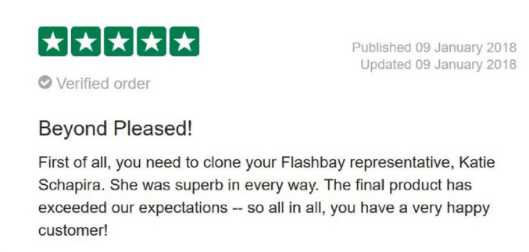 Published 09 January 2018
Updated 09 January 2018
Verified order
Beyond Pleased!
First of all, you need to clone your Flashbay representative, Katie
Schapira. She was superb in every way. The final product has
exceeded our expectations -- so all in all, you have a very happy
customer!